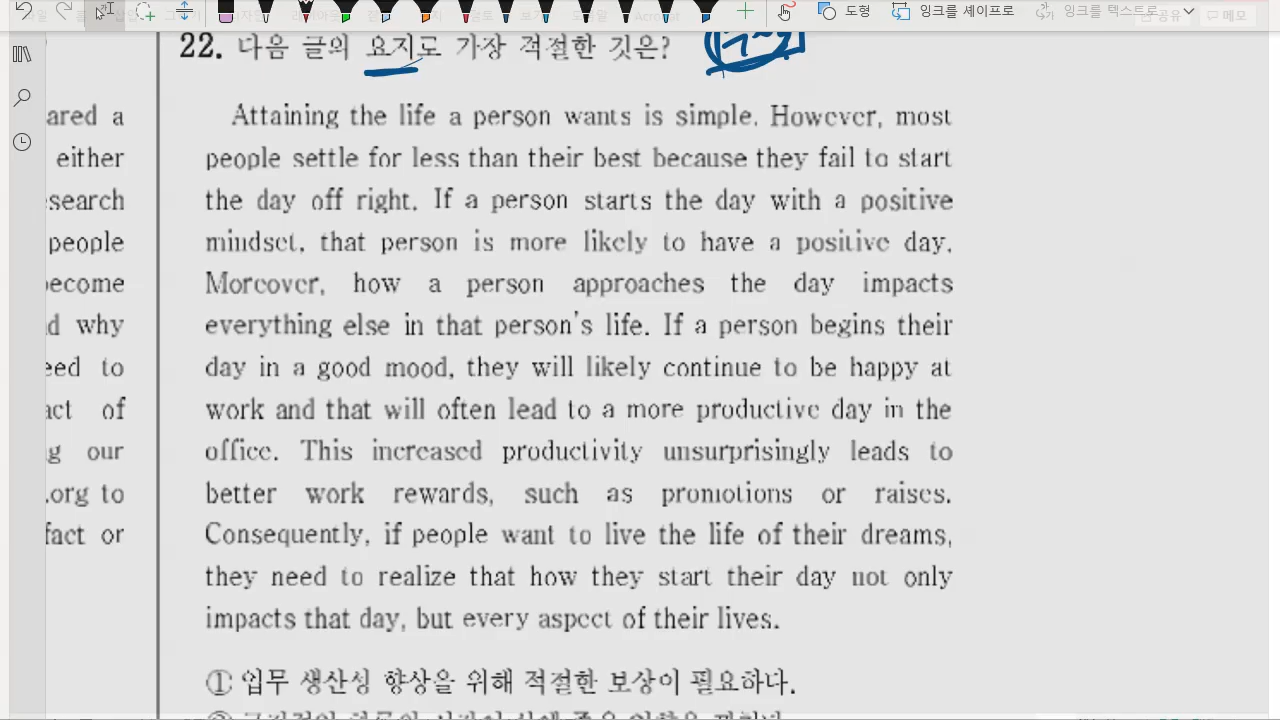 도형 잉크를 셰이프로 잉크를 텍스트로 공유 메모
22. 다음 글의 요지로 가장 적절한 것은?
ared a
either
search
people
ecome
why
eed to
act of
g our
.org to
fact or
Attaining the life a person wants is simple. However, most
people settle for less than their best because they fail to start
the day off right. If a person starts the day with a positive
mindset, that person is more likely to have a positive day.
Moreover, how a person approaches the day impacts
everything else in that person's life. If a person begins their
day in a good mood, they will likely continue to be happy at
work and that will often lead to a more productive day in the
office. This increased productivity unsurprisingly leads to
better work rewards, such as promotions or raises.
Consequently, if people want to live the life of their dreams,
they need to realize that how they start their day not only
impacts that day, but every aspect of their lives.
① 업무 생산성 향상을 위해 적절한 보상이 필요하다.